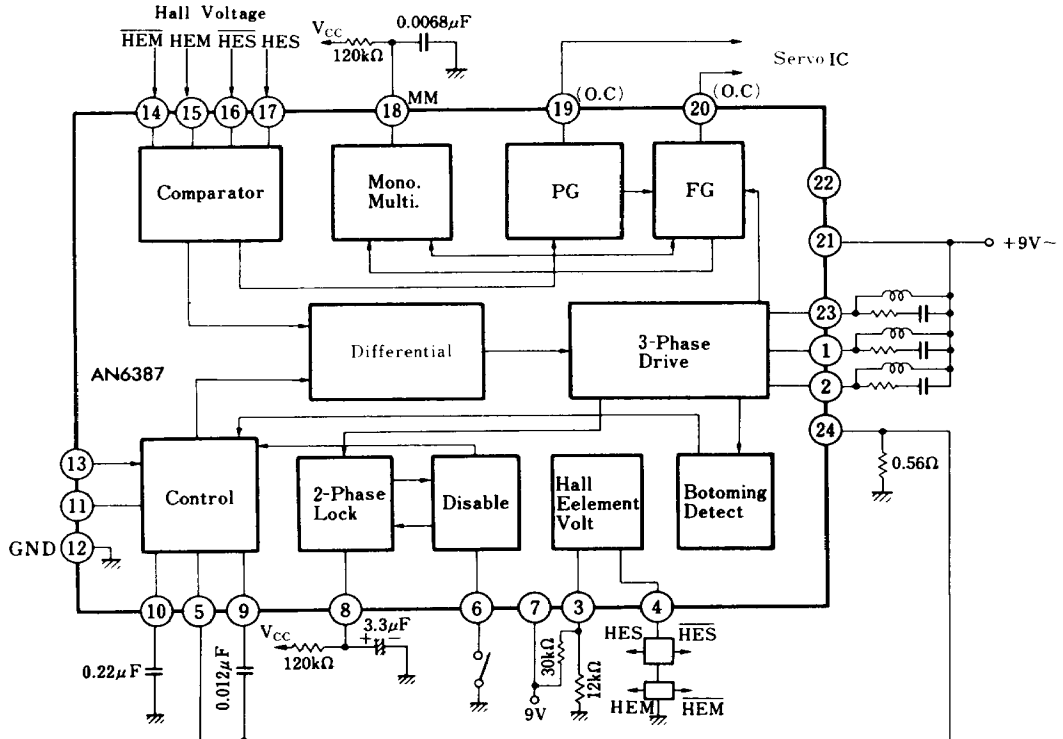 Hall Voltage
HEM HEM HES HES
VCC
120kΩ
0.0068µF
14 15 16 17
18 MM
19 (O.C)
20 (O.C)
Servo IC
Comparator
Mono.
Multi.
PG
FG
22
21
+9V~
23
1
2
24
Differential
3-Phase
Drive
AN6387
0.56Ω
13
11
GND 12
Control
2-Phase
Lock
Disable
Hall
Eelement
Volt
Botoming
Detect
10 5 9 8 6 7 3 4
0.22µF
0.012µF
VCC
120kΩ
3.3µF
+ −
9V
30kΩ
12kΩ
HES HES
HEM HEM